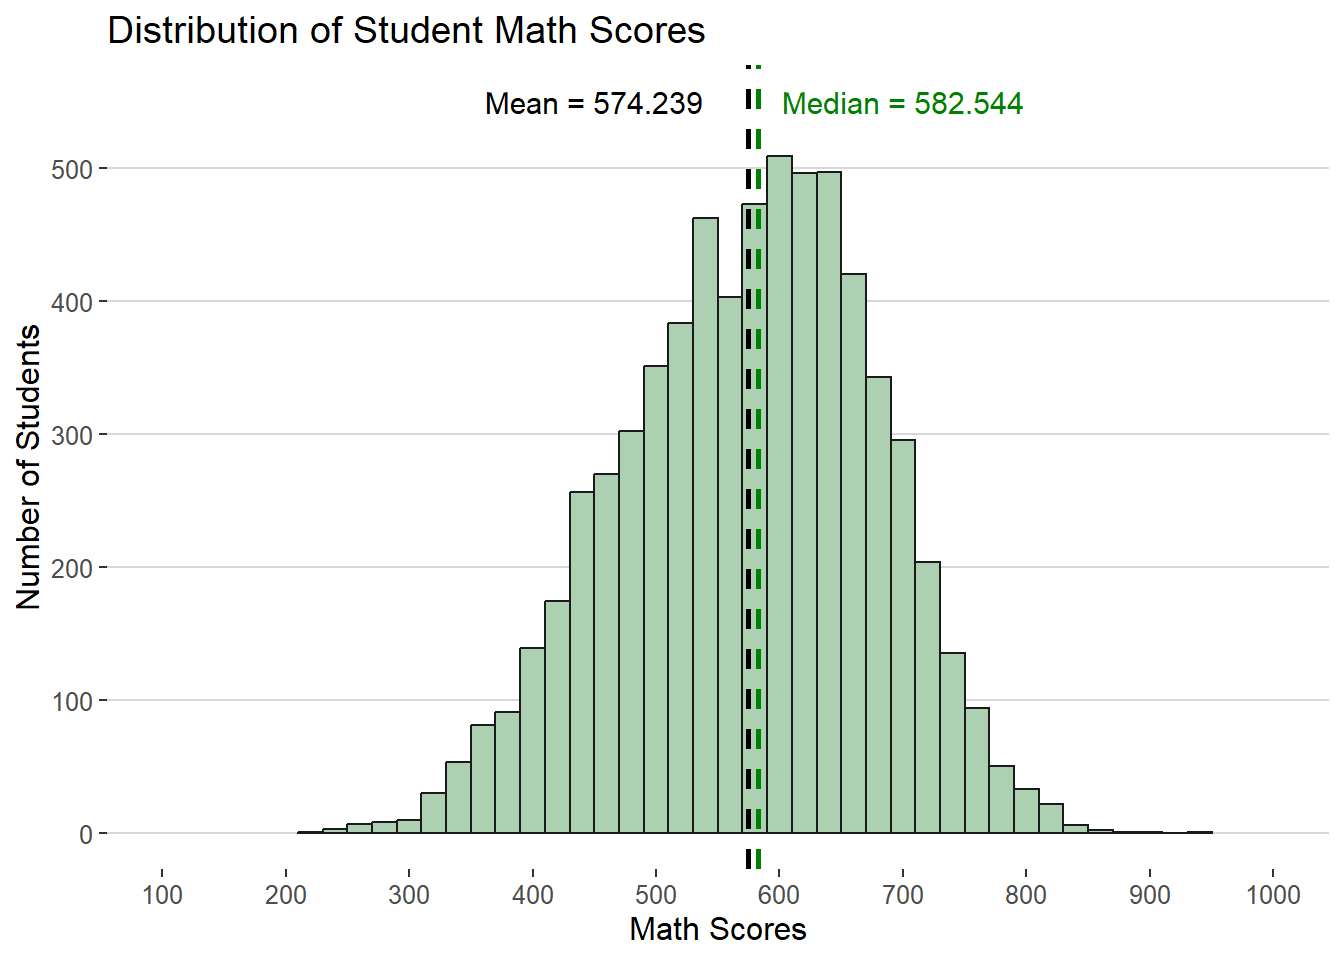 Distribution of Student Math Scores
Mean = 574.239
Median = 582.544
Number of Students
500
400
300
200
100
0
100 200 300 400 500 600 700 800 900 1000
Math Scores